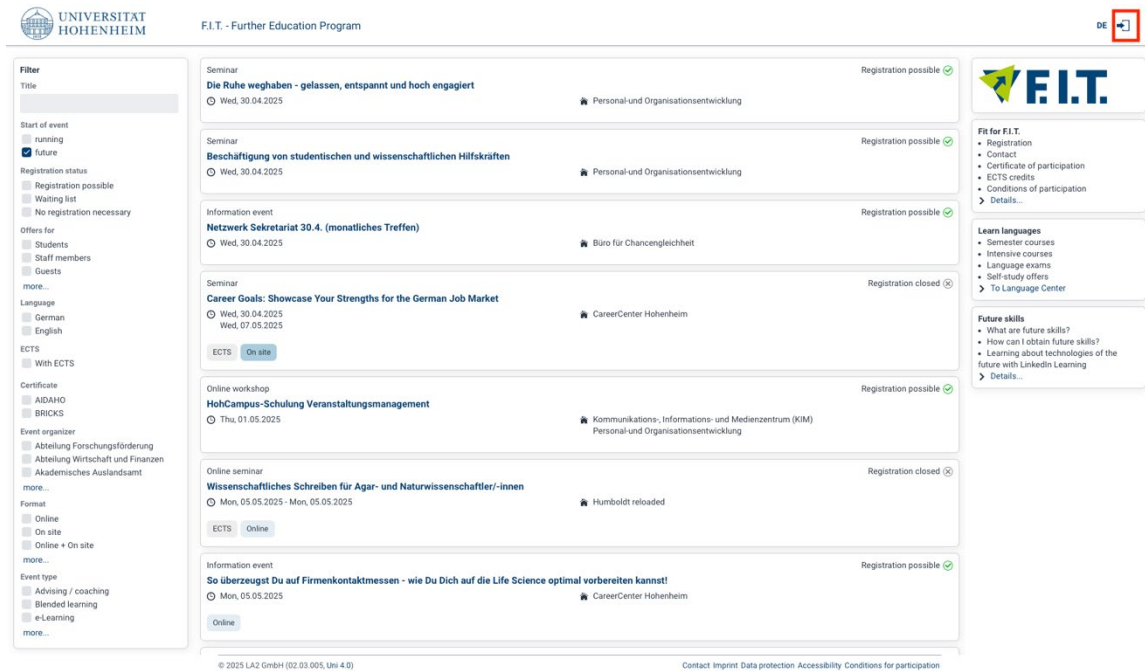 UNIVERSITÄT
HOHENHEIM
F.I.T. - Further Education Program
DE
Filter
Title
Start of event
running
future
Registration status
Registration possible
Waiting list
No registration necessary
Offers for
Students
Staff members
Guests
more...
Language
German
English
ECTS
With ECTS
Certificate
AIDAHO
BRICKS
Event organizer
Abteilung Forschungsförderung
Abteilung Wirtschaft und Finanzen
Akademisches Auslandsamt
more...
Format
Online
On site
Online + On site
more...
Event type
Advising / coaching
Blended learning
e-Learning
more...
Seminar
Registration possible
Die Ruhe weghaben - gelassen, entspannt und hoch engagiert
Wed, 30.04.2025
Personal-und Organisationsentwicklung
Seminar
Registration possible
Beschäftigung von studentischen und wissenschaftlichen Hilfskräften
Wed, 30.04.2025
Personal-und Organisationsentwicklung
Information event
Registration possible
Netzwerk Sekretariat 30.4. (monatliches Treffen)
Wed, 30.04.2025
Büro für Chancengleichheit
Seminar
Registration closed
Career Goals: Showcase Your Strengths for the German Job Market
Wed, 30.04.2025
Wed, 07.05.2025
CareerCenter Hohenheim
ECTS
On site
Online workshop
Registration possible
HohCampus-Schulung Veranstaltungsmanagement
Thu, 01.05.2025
Kommunikations-, Informations- und Medienzentrum (KIM)
Personal-und Organisationsentwicklung
Online seminar
Registration closed
Wissenschaftliches Schreiben für Agar- und Naturwissenschaftler/-innen
Mon, 05.05.2025 - Mon, 05.05.2025
Humboldt reloaded
ECTS
Online
Information event
Registration possible
So überzeugst Du auf Firmenkontaktmessen - wie Du Dich auf die Life Science optimal vorbereiten kannst!
Mon, 05.05.2025
CareerCenter Hohenheim
Online
F.I.T.
Fit for F.I.T.
• Registration
• Contact
• Certificate of participation
• ECTS credits
• Conditions of participation
Details...
Learn languages
• Semester courses
• Intensive courses
• Language exams
• Self-study offers
To Language Center
Future skills
• What are future skills?
• How can I obtain future skills?
• Learning about technologies of the
future with LinkedIn Learning
Details...
© 2025 LA2 GmbH (02.03.005, Uni 4.0)
Contact Imprint Data protection Accessibility Conditions for participation